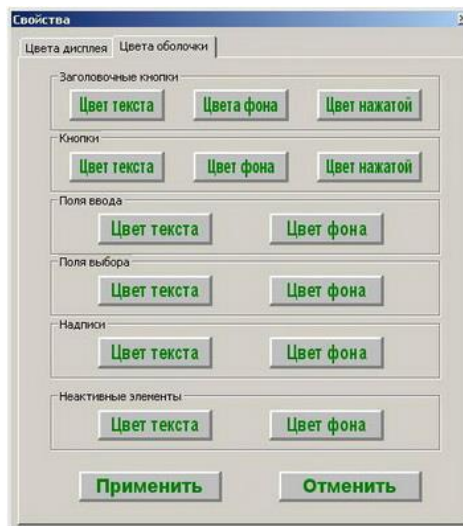 Свойства
Цвета дисплея Цвета оболочки
Заголовочные кнопки
Цвет текста Цвета фона Цвет нажатой
Кнопки
Цвет текста Цвет фона Цвет нажатой
Поля ввода
Цвет текста Цвет фона
Поля выбора
Цвет текста Цвет фона
Надписи
Цвет текста Цвет фона
Неактивные элементы
Цвет текста Цвет фона
Применить Отменить